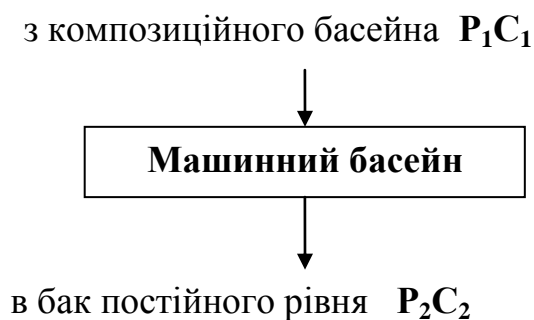 з композиційного басейна P₁C₁
Машинний басейн
в бак постійного рівня P₂C₂